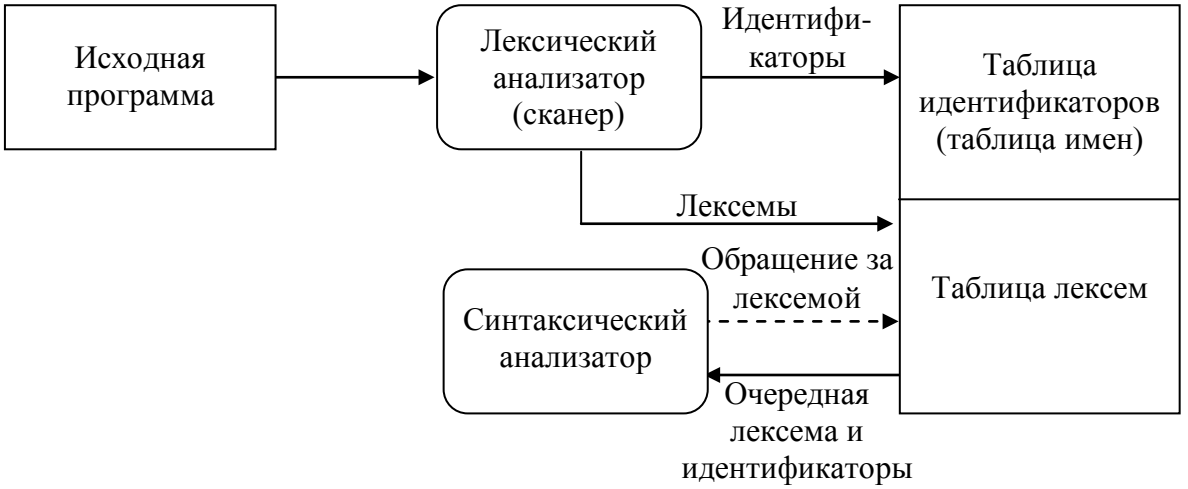 Исходная
программа
Лексический
анализатор
(сканер)
Идентифи-
каторы
Таблица
идентификаторов
(таблица имен)
Лексемы
Обращение за
лексемой
Таблица лексем
Синтаксический
анализатор
Очередная
лексема и
идентификаторы